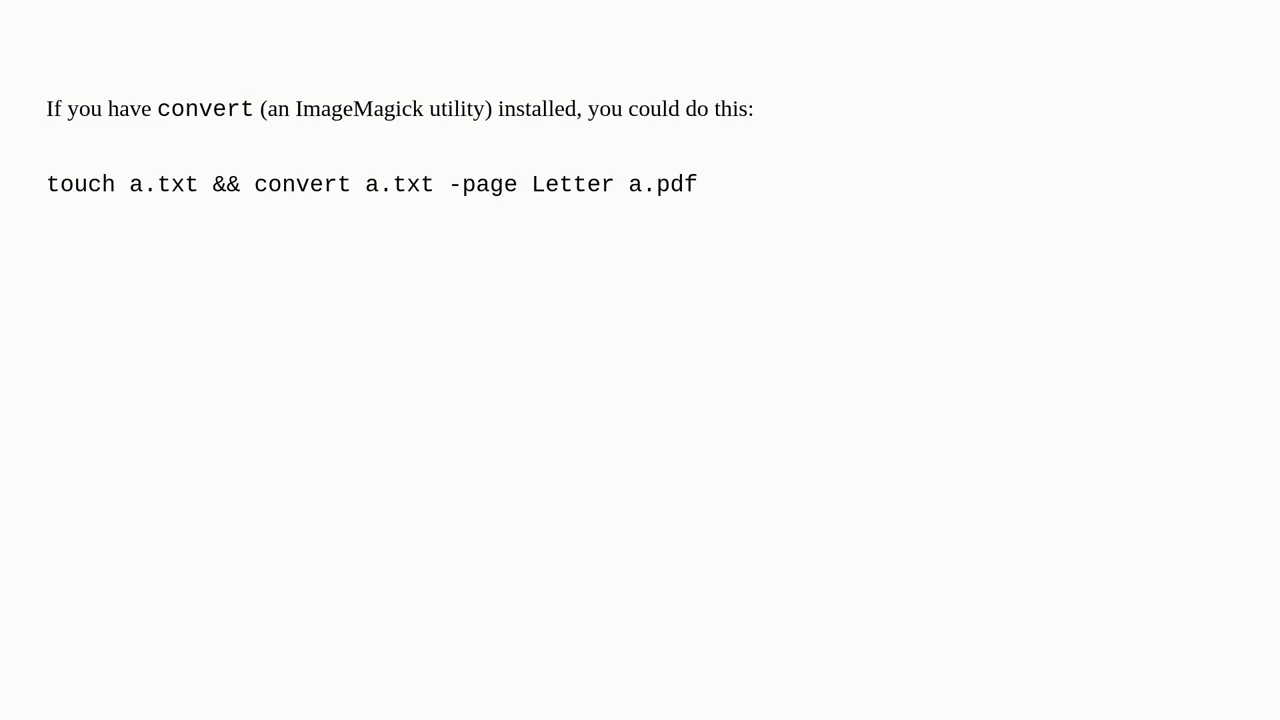 If you have convert (an ImageMagick utility) installed, you could do this:
touch a.txt && convert a.txt -page Letter a.pdf